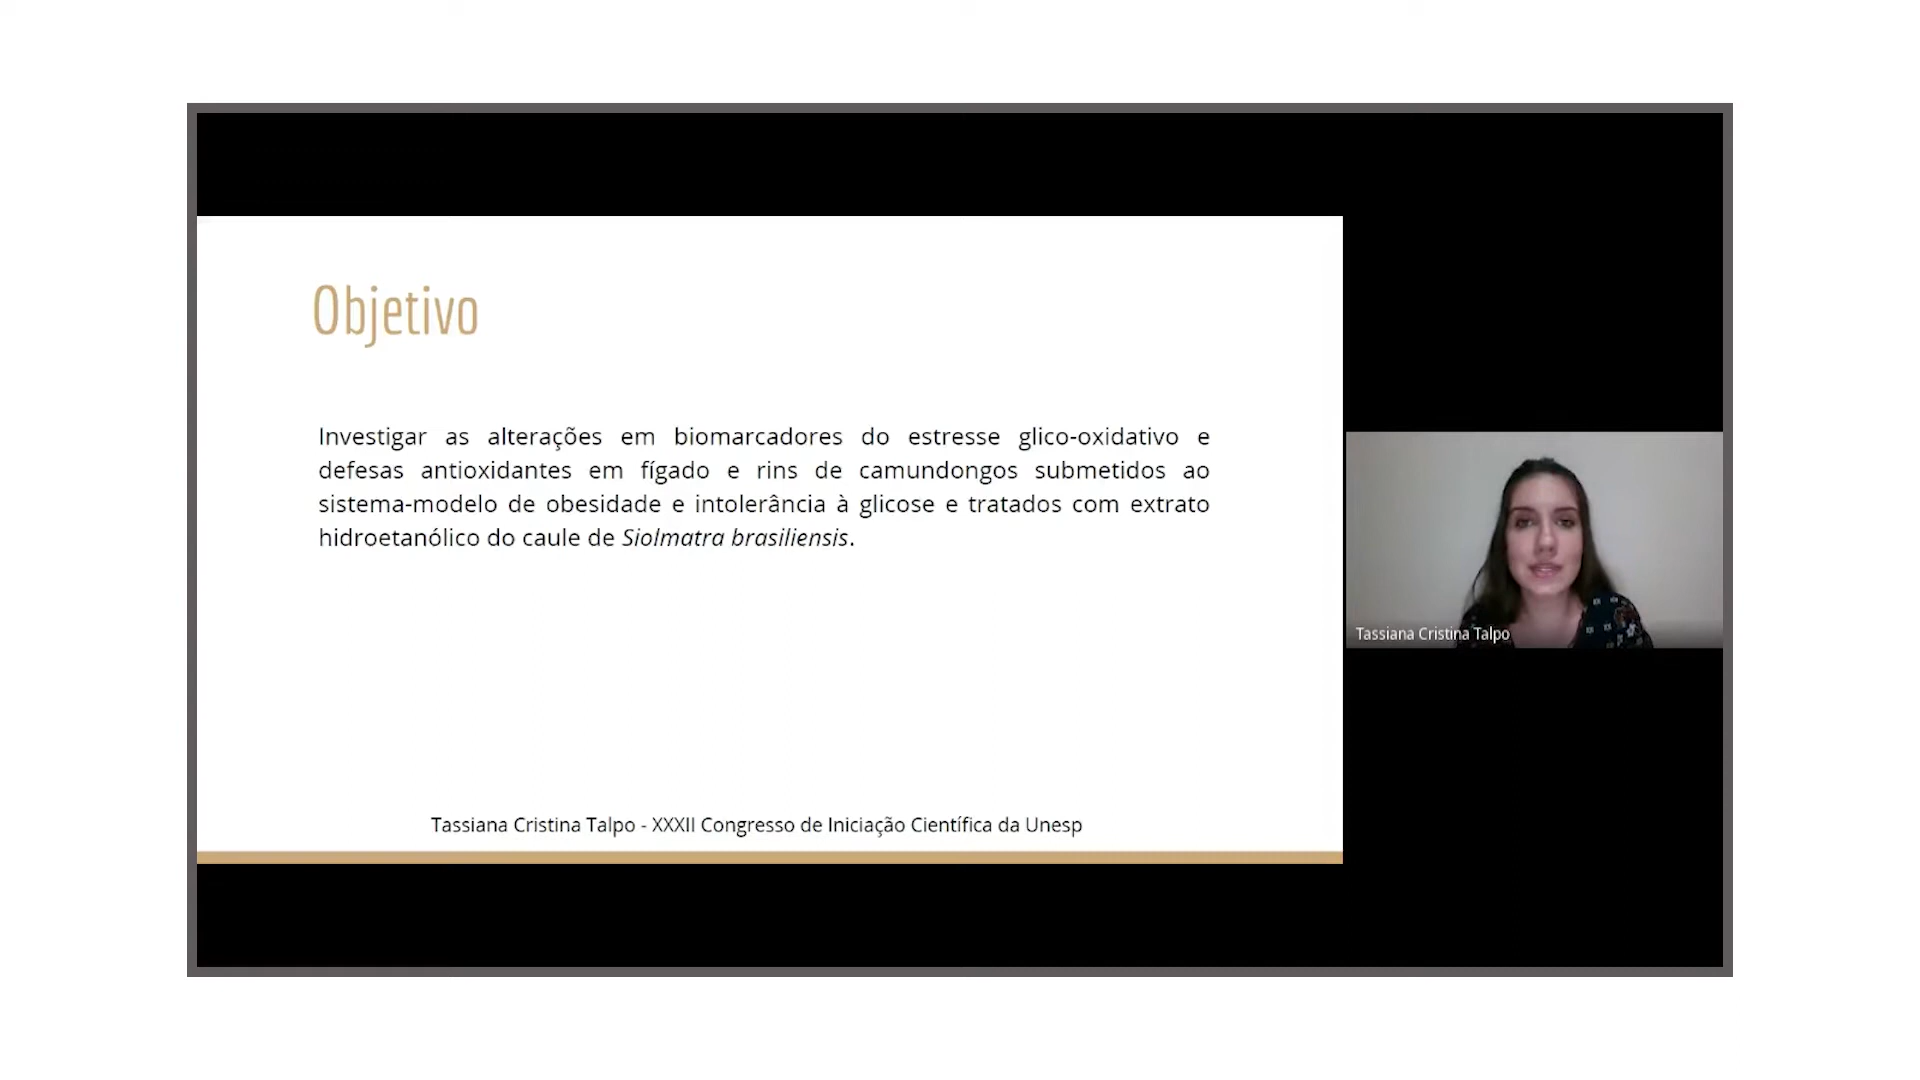 Objetivo
Investigar as alterações em biomarcadores do estresse glico-oxidativo e
defesas antioxidantes em fígado e rins de camundongos submetidos ao
sistema-modelo de obesidade e intolerância à glicose e tratados com extrato
hidroetanólico do caule de Siolmatra brasiliensis.
Tassiana Cristina Talpo - XXXII Congresso de Iniciação Científica da Unesp
Tassiana Cristina Talpo